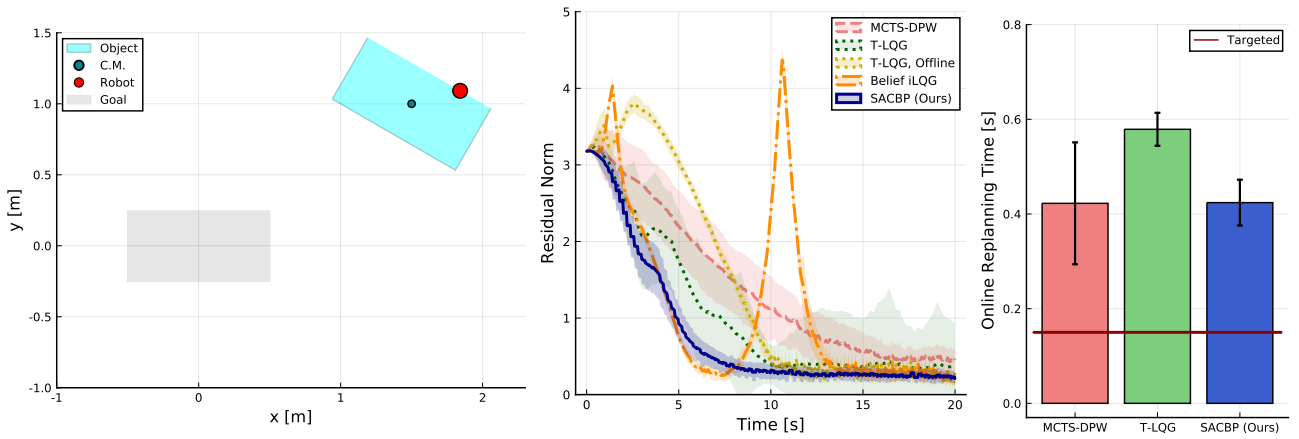 1.5
1.0
0.5
0.0
-0.5
-1.0
y [m]
-1
0
1
2
x [m]
Object
C.M.
Robot
Goal
5
4
3
2
1
0
Residual Norm
0
5
10
15
20
Time [s]
MCTS-DPW
T-LQG
T-LQG, Offline
Belief iLQG
SACBP (Ours)
0.8
0.6
0.4
0.2
0.0
Online Replanning Time [s]
Targeted
MCTS-DPW
T-LQG
SACBP (Ours)